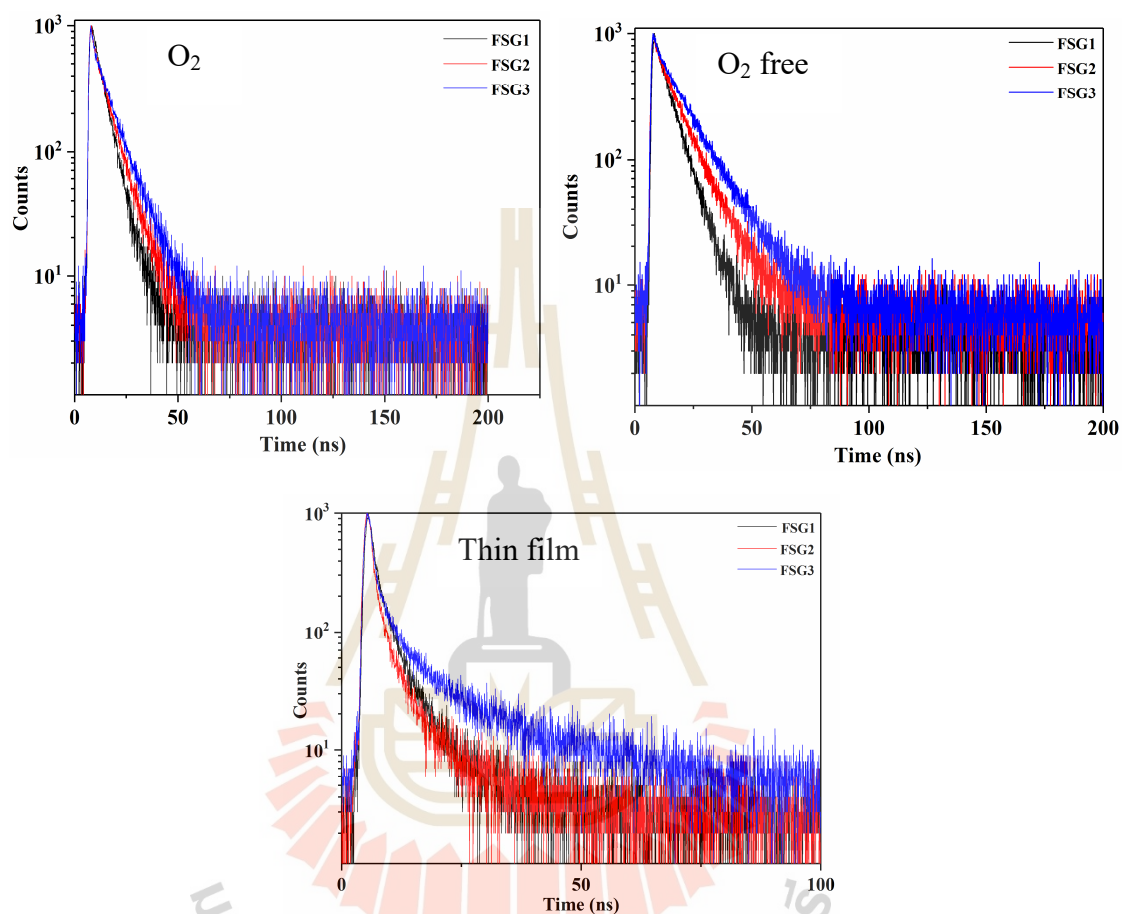 10³
10²
10¹
Counts
O₂
FSG1
FSG2
FSG3
0
50
100
150
200
Time (ns)
10³
10²
10¹
Counts
O₂ free
FSG1
FSG2
FSG3
0
50
100
150
200
Time (ns)
10³
10²
10¹
Counts
Thin film
FSG1
FSG2
FSG3
0
50
100
Time (ns)